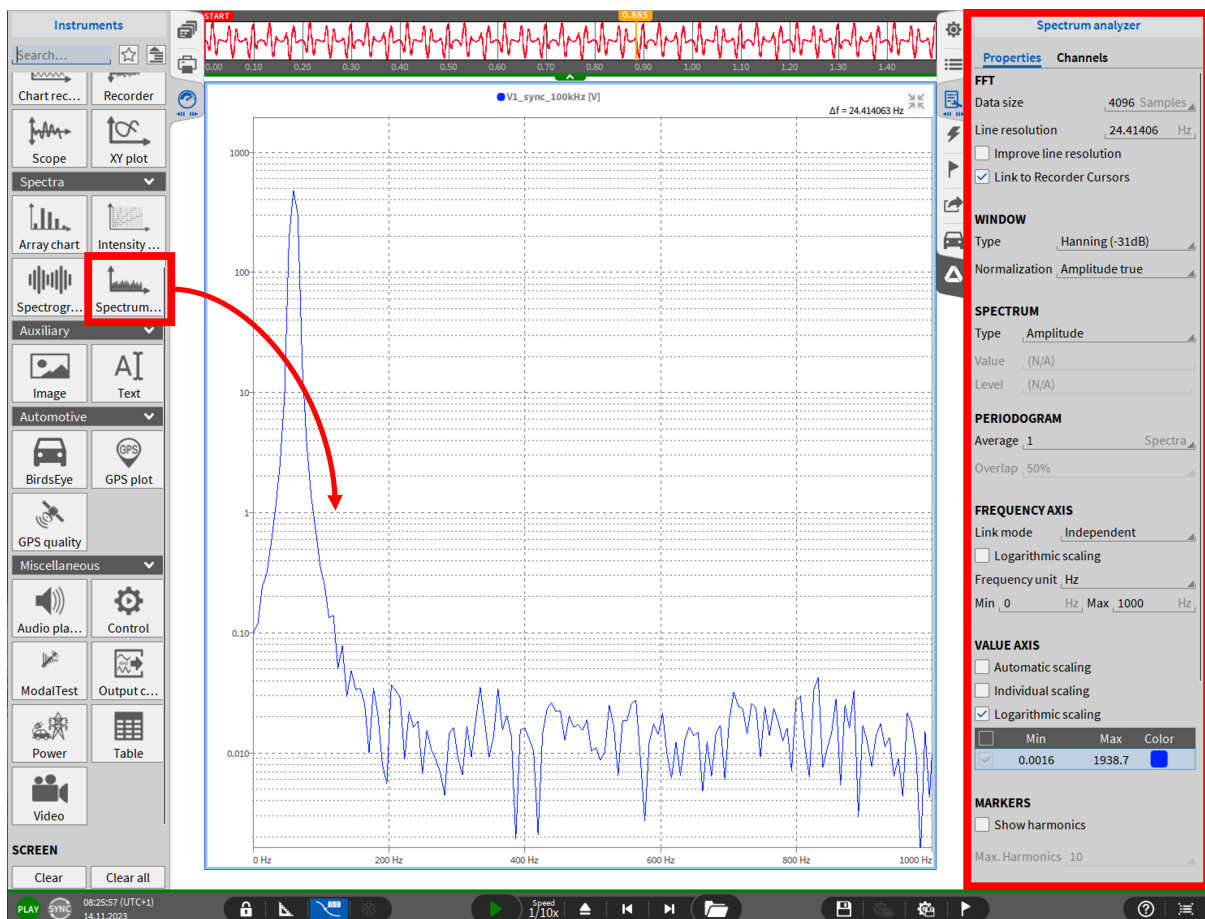 Instruments
Search...
Chart rec...
Recorder
Scope
XY plot
Spectra
Array chart
Intensity ...
Spectrogr...
Spectrum...
Auxiliary
AI
Image
Text
Automotive
GPS
BirdsEye
GPS plot
GPS quality
Miscellaneous
Audio pla...
Control
ModalTest
Output c...
Power
Table
Video
SCREEN
Clear
Clear all
START
0.885
0.00 0.10 0.20 0.30 0.40 0.50 0.60 0.70 0.80 0.90 1.00 1.10 1.20 1.30 1.40
V1_sync_100kHz [V]
Δf = 24.414063 Hz
1000
100
10
1
0.10
0.010
0 Hz
200 Hz
400 Hz
600 Hz
800 Hz
1000 Hz
Spectrum analyzer
Properties Channels
FFT
Data size 4096 Samples
Line resolution 24.41406 Hz
Improve line resolution
Link to Recorder Cursors
WINDOW
Type Hanning (-31dB)
Normalization Amplitude true
SPECTRUM
Type Amplitude
Value (N/A)
Level (N/A)
PERIODOGRAM
Average 1 Spectra
Overlap 50%
FREQUENCY AXIS
Link mode Independent
Logarithmic scaling
Frequency unit Hz
Min 0 Hz Max 1000 Hz
VALUE AXIS
Automatic scaling
Individual scaling
Logarithmic scaling
Min Max Color
0.0016 1938.7
MARKERS
Show harmonics
Max. Harmonics 10
PLAY
SYNC
08:25:57 (UTC+1)
14.11.2023
0.0
Speed
1/10x